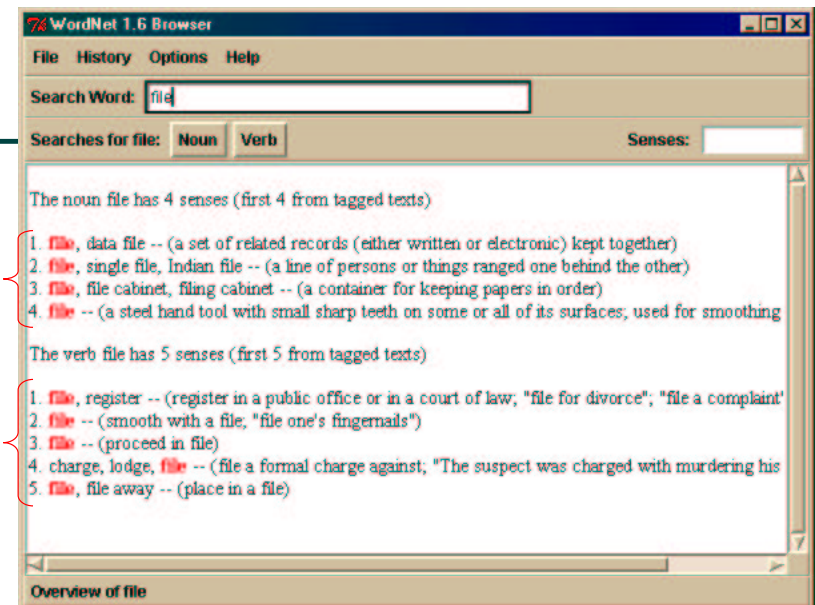 WordNet 1.6 Browser
File History Options Help
Search Word: file
Searches for file: Noun Verb Senses:
The noun file has 4 senses (first 4 from tagged texts)
1. file, data file -- (a set of related records (either written or electronic) kept together)
2. file, single file, Indian file -- (a line of persons or things ranged one behind the other)
3. file, file cabinet, filing cabinet -- (a container for keeping papers in order)
4. file -- (a steel hand tool with small sharp teeth on some or all of its surfaces; used for smoothing
The verb file has 5 senses (first 5 from tagged texts)
1. file, register -- (register in a public office or in a court of law; "file for divorce"; "file a complaint"
2. file -- (smooth with a file; "file one's fingernails")
3. file -- (proceed in file)
4. charge, lodge, file -- (file a formal charge against; "The suspect was charged with murdering his
5. file, file away -- (place in a file)
Overview of file